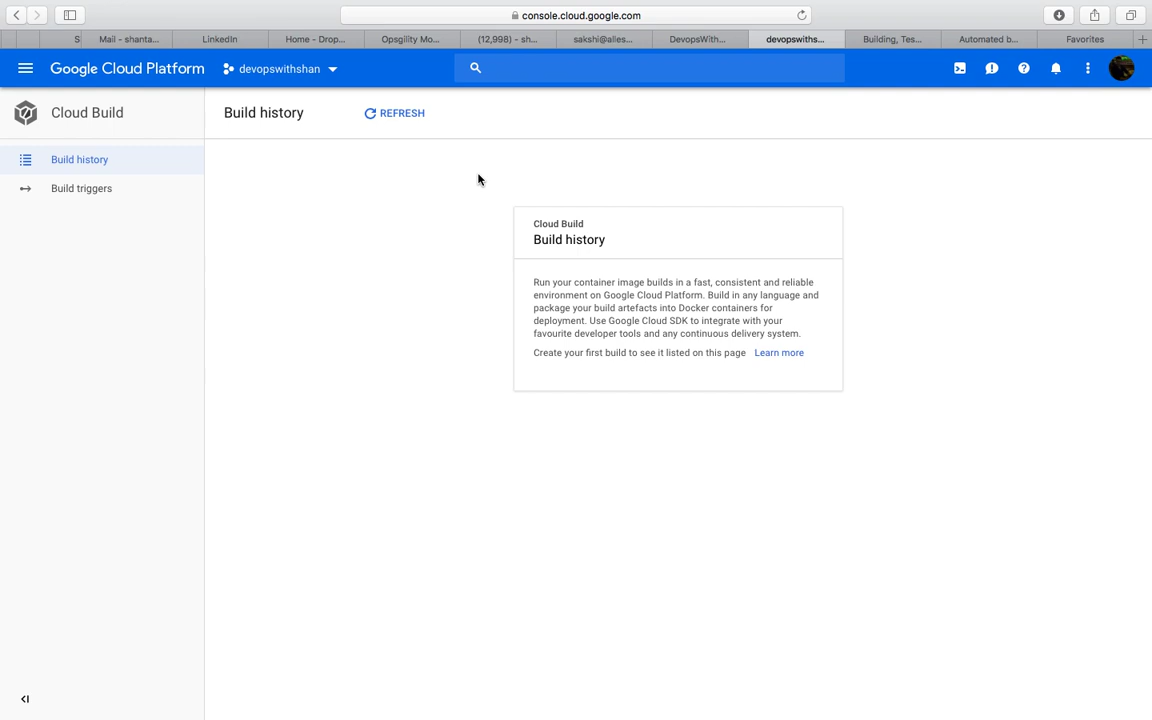 console.cloud.google.com
S
Mail – shanta...
LinkedIn
Home – Drop...
Opsgility Mo...
(12,998) – sh...
sakshi@alles...
DevopsWith...
devopswiths...
Building, Tes...
Automated b...
Favorites
Google Cloud Platform
devopswithshan
Cloud Build
Build history
REFRESH
Build history
Build triggers
Cloud Build
Build history
Run your container image builds in a fast, consistent and reliable
environment on Google Cloud Platform. Build in any language and
package your build artefacts into Docker containers for
deployment. Use Google Cloud SDK to integrate with your
favourite developer tools and any continuous delivery system.
Create your first build to see it listed on this page Learn more